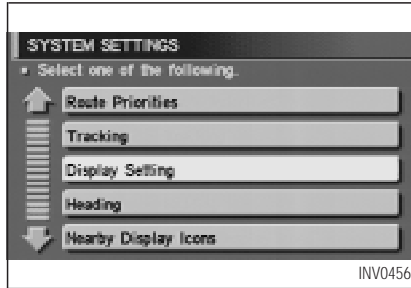 SYSTEM SETTINGS
▪ Select one of the following.
Route Priorities
Tracking
Display Setting
Heading
Nearby Display Icons
INV0456